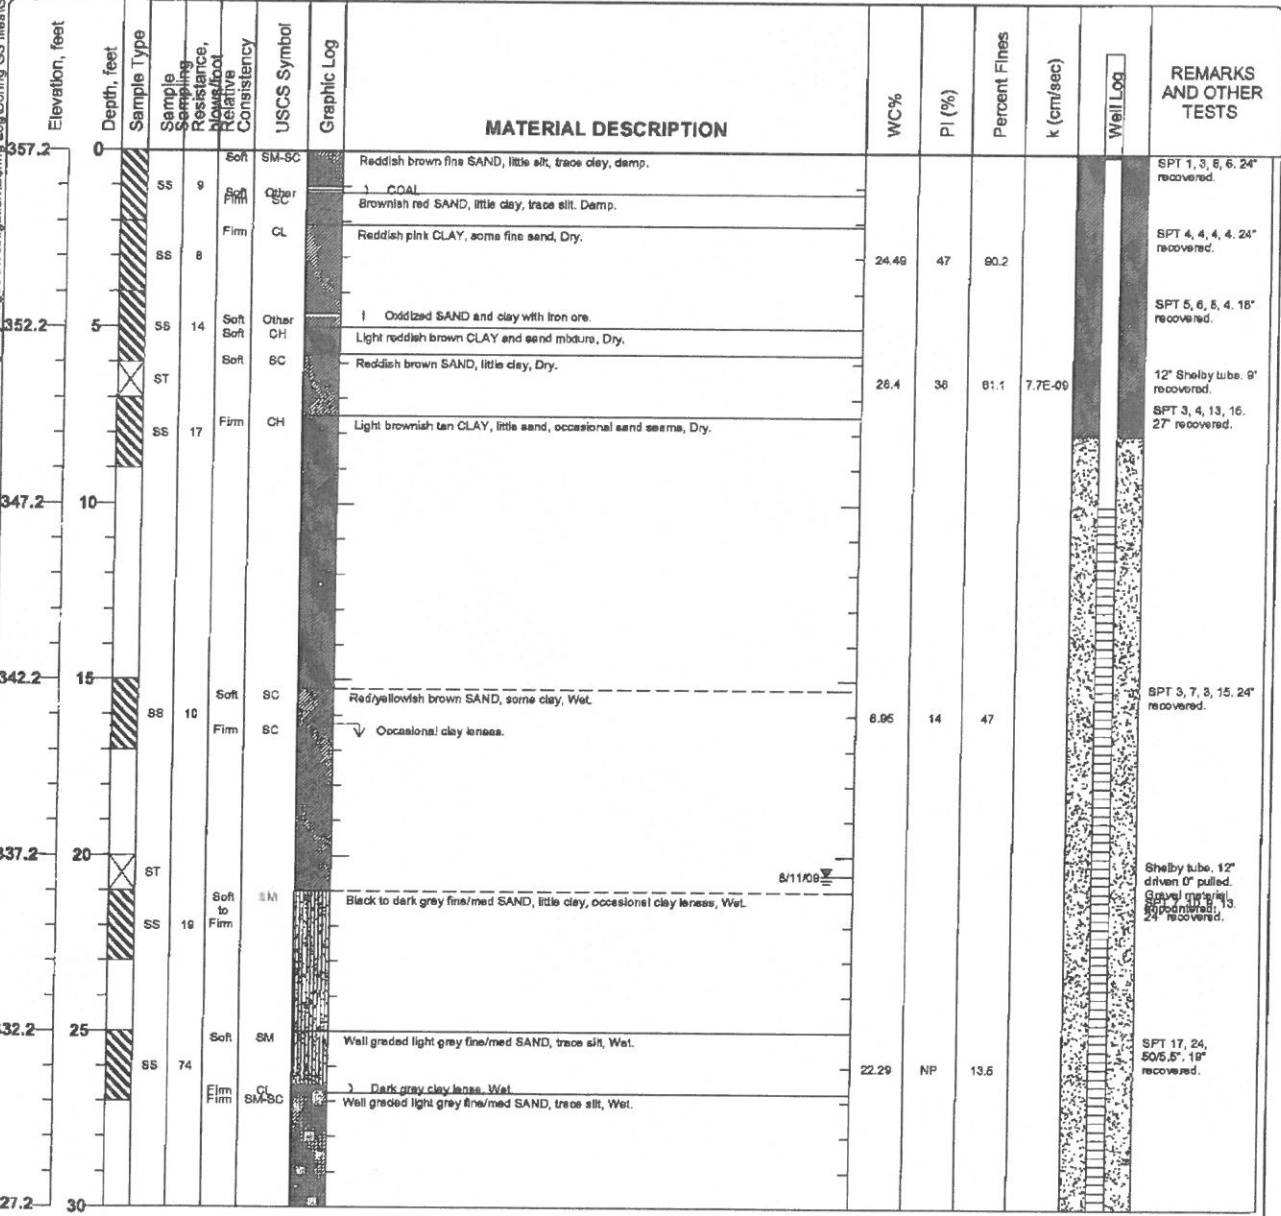 Elevation, feet
Depth, feet
Sample Type
Sample
Sampling
Resistance,
blows/foot
Relative
Consistency
USCS Symbol
Graphic Log
MATERIAL DESCRIPTION
WC%
PI (%)
Percent Fines
k (cm/sec)
Well Log
REMARKS
AND OTHER
TESTS
357.2 0
Soft SM-SC Reddish brown fine SAND, little silt, trace clay, damp.
SPT 1, 3, 6, 6. 24"
recovered.
SS 9
Soft Other COAL
Firm SC Brownish red SAND, little clay, trace silt. Damp.
Firm CL Reddish pink CLAY, some fine sand, Dry.
SPT 4, 4, 4, 4. 24"
recovered.
SS 8 24.49 47 90.2
SPT 5, 6, 8, 4. 18"
recovered.
Soft Other Oxidized SAND and clay with iron ore.
352.2 5 SS 14
Soft CH Light reddish brown CLAY and sand mixture, Dry.
Soft SC Reddish brown SAND, little clay, Dry.
ST 28.4 38 81.1 7.7E-09
12" Shelby tube. 9"
recovered.
SPT 3, 4, 13, 16.
27" recovered.
Firm CH Light brownish tan CLAY, little sand, occasional sand seams, Dry.
SS 17
347.2 10
342.2 15
Soft SC Red/yellowish brown SAND, some clay, Wet.
SPT 3, 7, 3, 15. 24"
recovered.
SS 10 6.95 14 47
Firm SC Occasional clay lenses.
337.2 20
ST
8/11/09
Shelby tube. 12"
driven 0" pulled.
Gravel material
encountered.
24" recovered.
Soft
to
Firm
SM Black to dark grey fine/med SAND, little clay, occasional clay lenses, Wet.
SS 19
32.2 25
Soft SM Well graded light grey fine/med SAND, trace silt, Wet.
SPT 17, 24,
50/5.5". 19"
recovered.
SS 74 22.29 NP 13.5
Firm CL Dark gray clay lense, Wet
Firm SM-SC Well graded light grey fine/med SAND, trace silt, Wet.
27.2 30